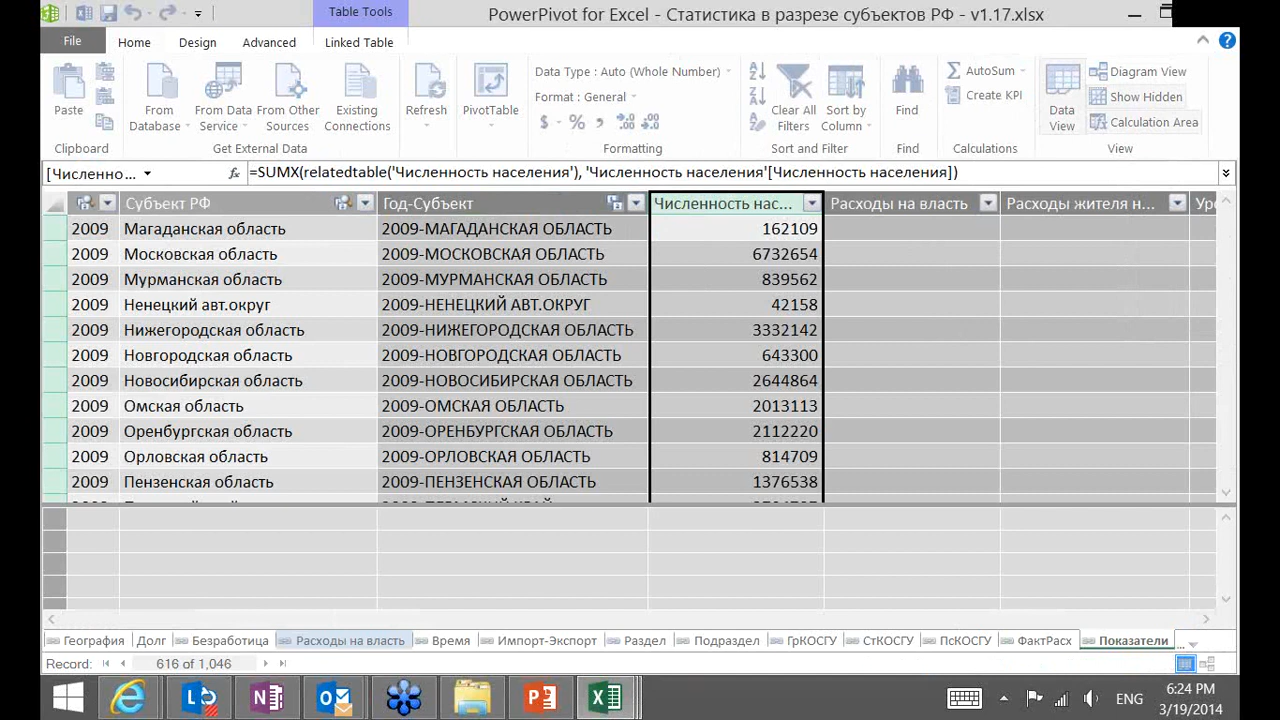 Table Tools
PowerPivot for Excel - Статистика в разрезе субъектов РФ - v1.17.xlsx
File Home Design Advanced Linked Table
Paste
From Database
From Data Service
From Other Sources
Existing Connections
Refresh
PivotTable
Data Type : Auto (Whole Number)
Format : General
$ % ,
Clear All Filters
Sort by Column
Find
AutoSum
Create KPI
Data View
Diagram View
Show Hidden
Calculation Area
Clipboard Get External Data Formatting Sort and Filter Find Calculations View
[Численно... fx =SUMX(relatedtable('Численность населения'), 'Численность населения'[Численность населения])
Субъект РФ Год-Субъект Численность нас... Расходы на власть Расходы жителя н... Уро
2009 Магаданская область 2009-МАГАДАНСКАЯ ОБЛАСТЬ 162109
2009 Московская область 2009-МОСКОВСКАЯ ОБЛАСТЬ 6732654
2009 Мурманская область 2009-МУРМАНСКАЯ ОБЛАСТЬ 839562
2009 Ненецкий авт.округ 2009-НЕНЕЦКИЙ АВТ.ОКРУГ 42158
2009 Нижегородская область 2009-НИЖЕГОРОДСКАЯ ОБЛАСТЬ 3332142
2009 Новгородская область 2009-НОВГОРОДСКАЯ ОБЛАСТЬ 643300
2009 Новосибирская область 2009-НОВОСИБИРСКАЯ ОБЛАСТЬ 2644864
2009 Омская область 2009-ОМСКАЯ ОБЛАСТЬ 2013113
2009 Оренбургская область 2009-ОРЕНБУРГСКАЯ ОБЛАСТЬ 2112220
2009 Орловская область 2009-ОРЛОВСКАЯ ОБЛАСТЬ 814709
2009 Пензенская область 2009-ПЕНЗЕНСКАЯ ОБЛАСТЬ 1376538
География Долг Безработица Расходы на власть Время Импорт-Экспорт Раздел Подраздел ГрКОСГУ СтКОСГУ ПсКОСГУ ФактРасх Показатели
Record: 616 of 1,046
ENG 6:24 PM
3/19/2014